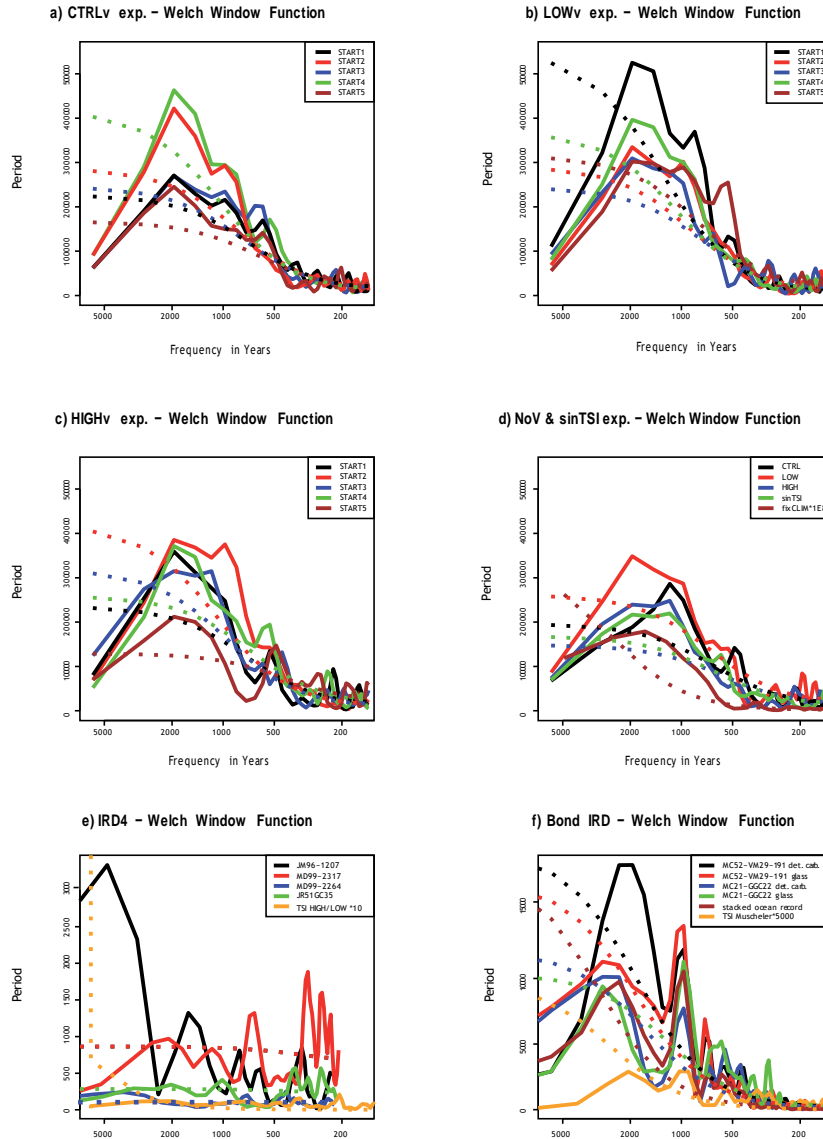 a) CTRLv exp. – Welch Window Function
START1
START2
START3
START4
START5
Period
0
100000
200000
300000
400000
500000
5000
2000
1000
500
200
Frequency in Years
b) LOWv exp. – Welch Window Function
START1
START2
START3
START4
START5
Period
0
100000
200000
300000
400000
500000
5000
2000
1000
500
200
Frequency in Years
c) HIGHv exp. – Welch Window Function
START1
START2
START3
START4
START5
Period
0
100000
200000
300000
400000
500000
5000
2000
1000
500
200
Frequency in Years
d) NoV & sinTSI exp. – Welch Window Function
CTRL
LOW
HIGH
sinTSI
Period
0
100000
200000
300000
400000
500000
5000
2000
1000
500
200
Frequency in Years
e) IRD4 – Welch Window Function
JM96–1207
MD99–2317
MD99–2264
JR51GC35
TSI HIGH/LOW *10
Period
0
500
1000
1500
2000
2500
5000
2000
1000
500
200
f) Bond IRD – Welch Window Function
MC52–VM29–191 det. carb.
MC52–VM29–191 glass
MC21–GGC22 det. carb.
MC21–GGC22 glass
stacked ocean record
TSI Muscheler*5000
Period
0
5000
5000
2000
1000
500
200